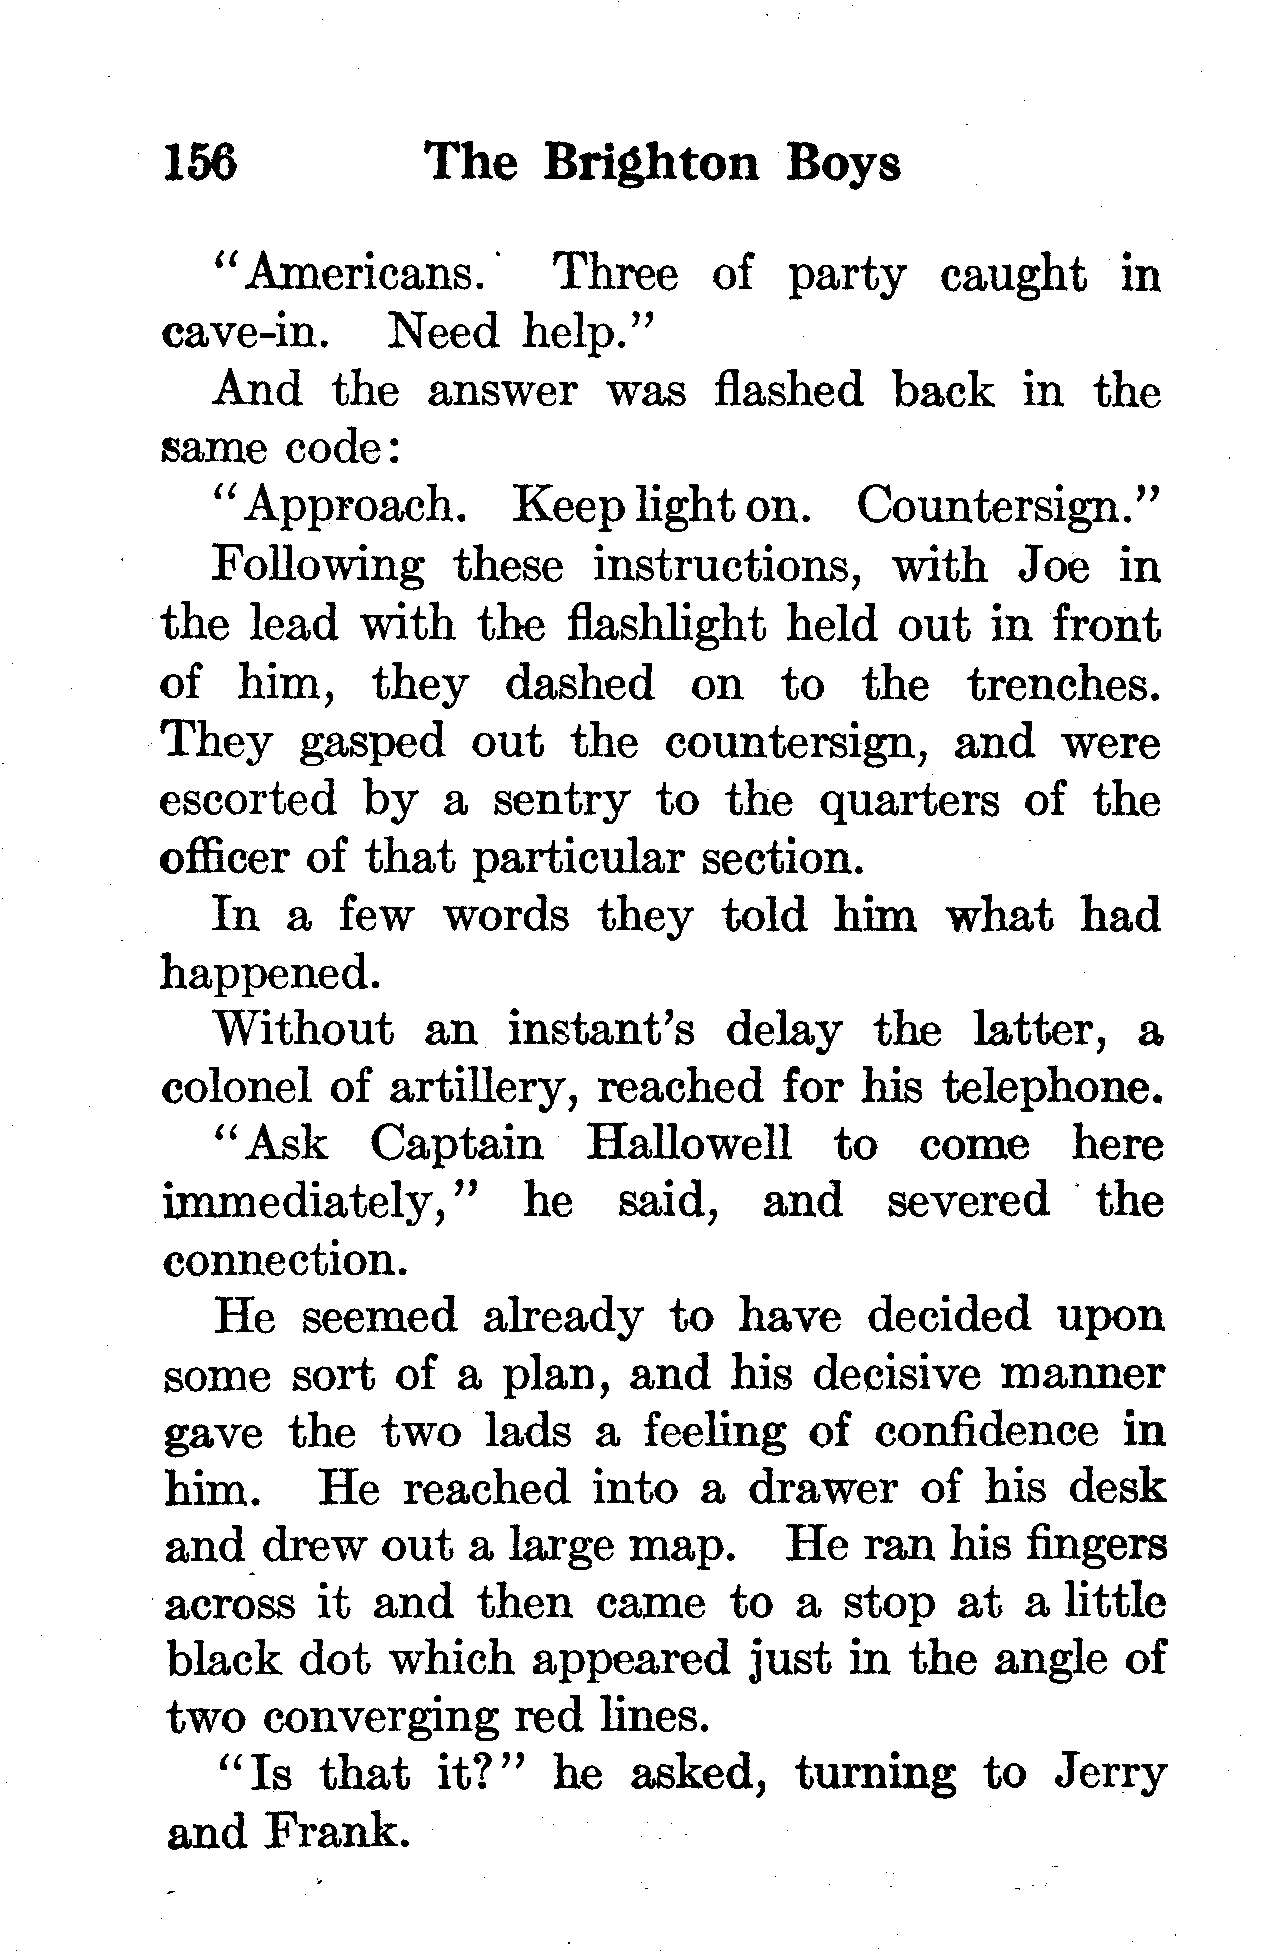 156 The Brighton Boys
"Americans. Three of party caught in
cave-in. Need help."
And the answer was flashed back in the
same code:
"Approach. Keep light on. Countersign."
Following these instructions, with Joe in
the lead with the flashlight held out in front
of him, they dashed on to the trenches.
They gasped out the countersign, and were
escorted by a sentry to the quarters of the
officer of that particular section.
In a few words they told him what had
happened.
Without an instant's delay the latter, a
colonel of artillery, reached for his telephone.
"Ask Captain Hallowell to come here
immediately," he said, and severed the
connection.
He seemed already to have decided upon
some sort of a plan, and his decisive manner
gave the two lads a feeling of confidence in
him. He reached into a drawer of his desk
and drew out a large map. He ran his fingers
across it and then came to a stop at a little
black dot which appeared just in the angle of
two converging red lines.
"Is that it?" he asked, turning to Jerry
and Frank.